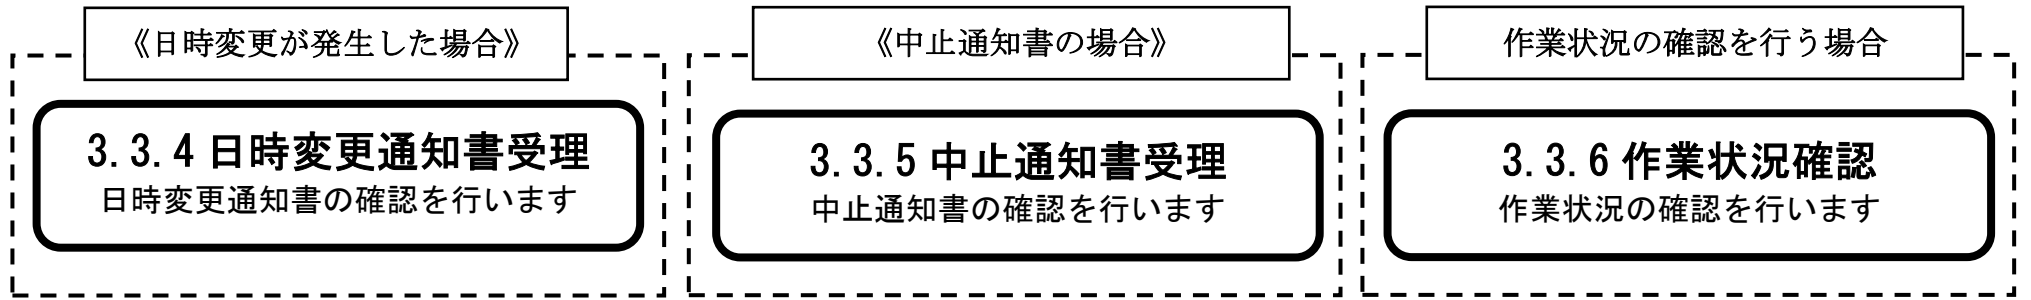 《日時変更が発生した場合》
3.3.4 日時変更通知書受理
日時変更通知書の確認を行います
《中止通知書の場合》
3.3.5 中止通知書受理
中止通知書の確認を行います
作業状況の確認を行う場合
3.3.6 作業状況確認
作業状況の確認を行います